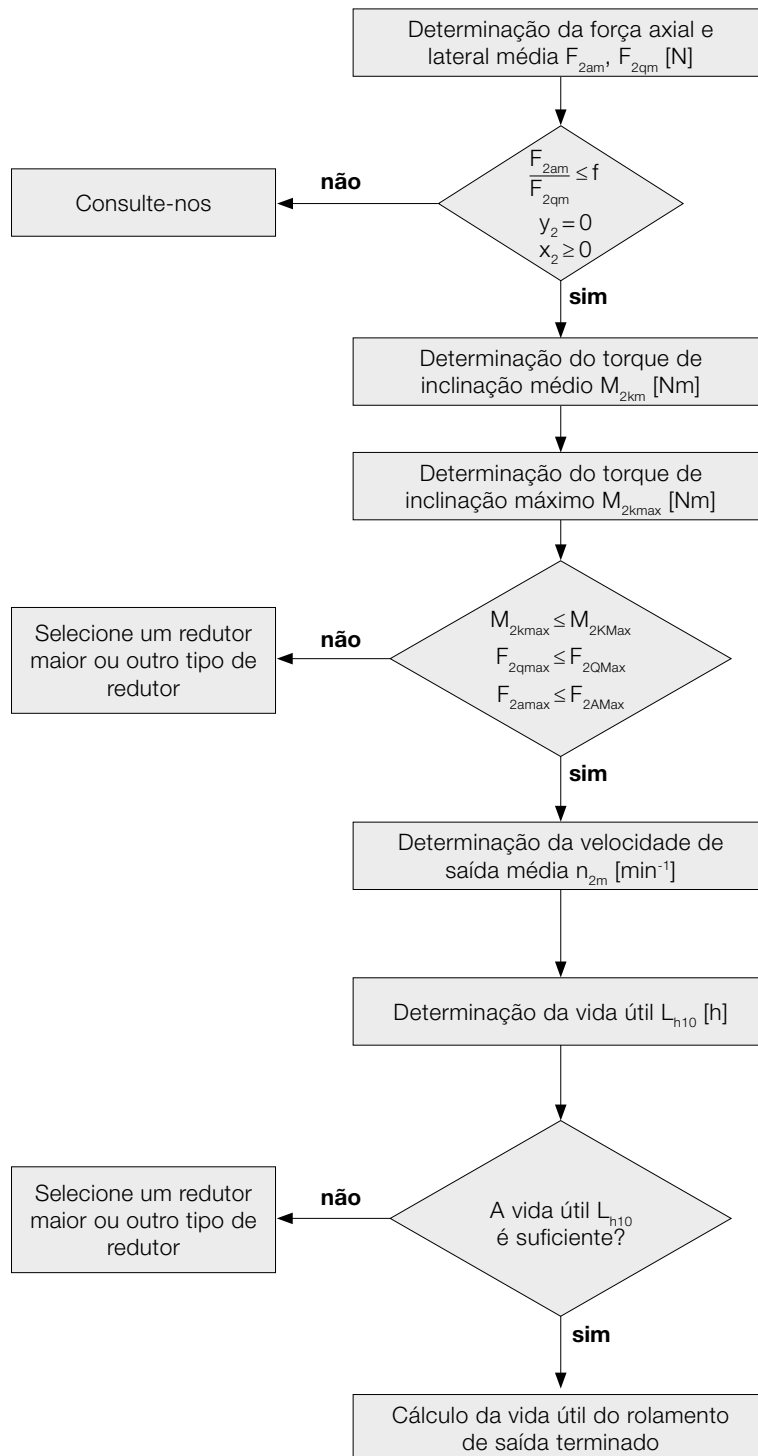 Determinação da força axial e
lateral média F₂ₐₘ, F₂qₘ [N]
F₂ₐₘ
F₂qₘ ≤ f
y₂ = 0
x₂ ≥ 0
não
Consulte-nos
sim
Determinação do torque de
inclinação médio M₂ₖₘ [Nm]
Determinação do torque de
inclinação máximo M₂ₖₘₐₓ [Nm]
M₂ₖₘₐₓ ≤ M₂KMax
F₂qₘₐₓ ≤ F₂QMax
F₂ₐₘₐₓ ≤ F₂AMax
não
Selecione um redutor
maior ou outro tipo de
redutor
sim
Determinação da velocidade de
saída média n₂ₘ [min⁻¹]
Determinação da vida útil Lₕ₁₀ [h]
A vida útil Lₕ₁₀
é suficiente?
não
Selecione um redutor
maior ou outro tipo de
redutor
sim
Cálculo da vida útil do rolamento
de saída terminado